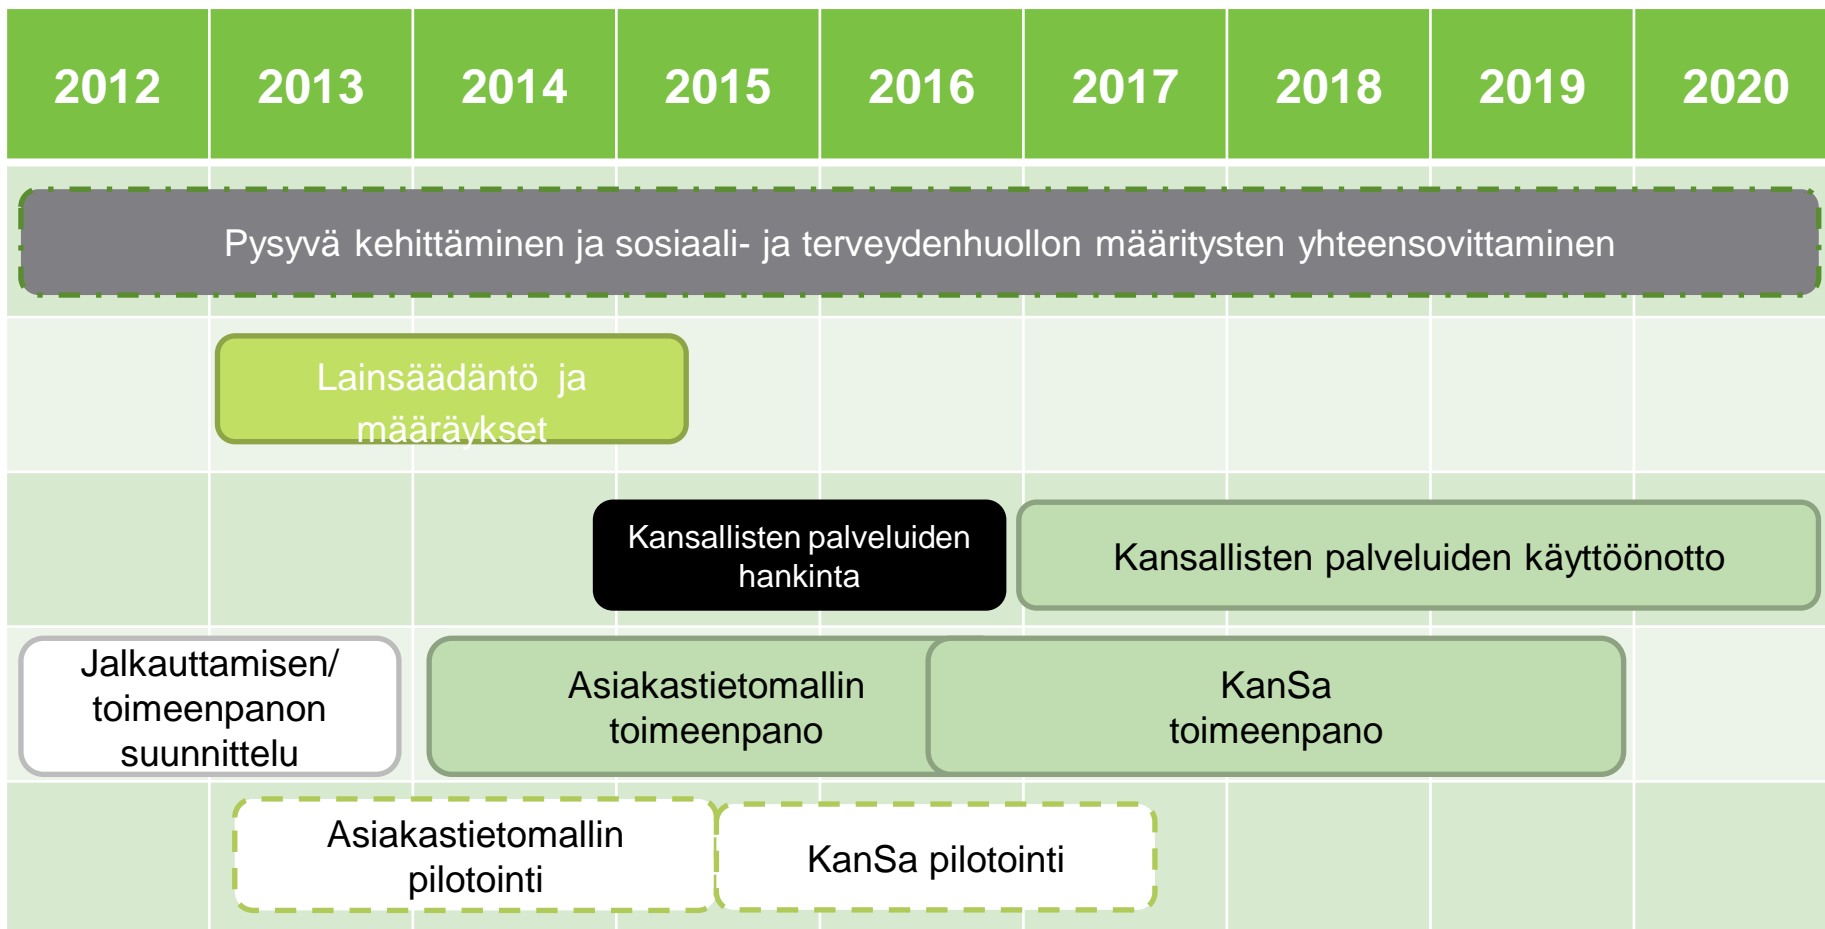 2012 2013 2014 2015 2016 2017 2018 2019 2020
Pysyvä kehittäminen ja sosiaali- ja terveydenhuollon määritysten yhteensovittaminen
Lainsäädäntö ja
määräykset
Kansallisten palveluiden
hankinta
Kansallisten palveluiden käyttöönotto
Jalkauttamisen/
toimeenpanon
suunnittelu
Asiakastietomallin
toimeenpano
KanSa
toimeenpano
Asiakastietomallin
pilotointi
KanSa pilotointi